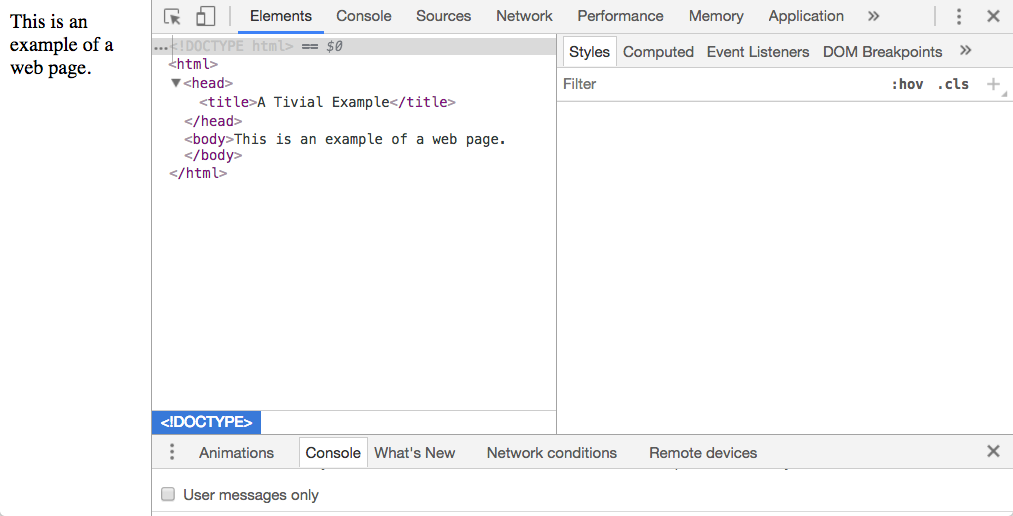 This is an
example of a
web page.
Elements Console Sources Network Performance Memory Application »
...<!DOCTYPE html> == $0
<html>
▼<head>
<title>A Tivial Example</title>
</head>
<body>This is an example of a web page.
</body>
</html>
<!DOCTYPE>
Styles Computed Event Listeners DOM Breakpoints »
Filter :hov .cls +
Animations Console What's New Network conditions Remote devices
User messages only